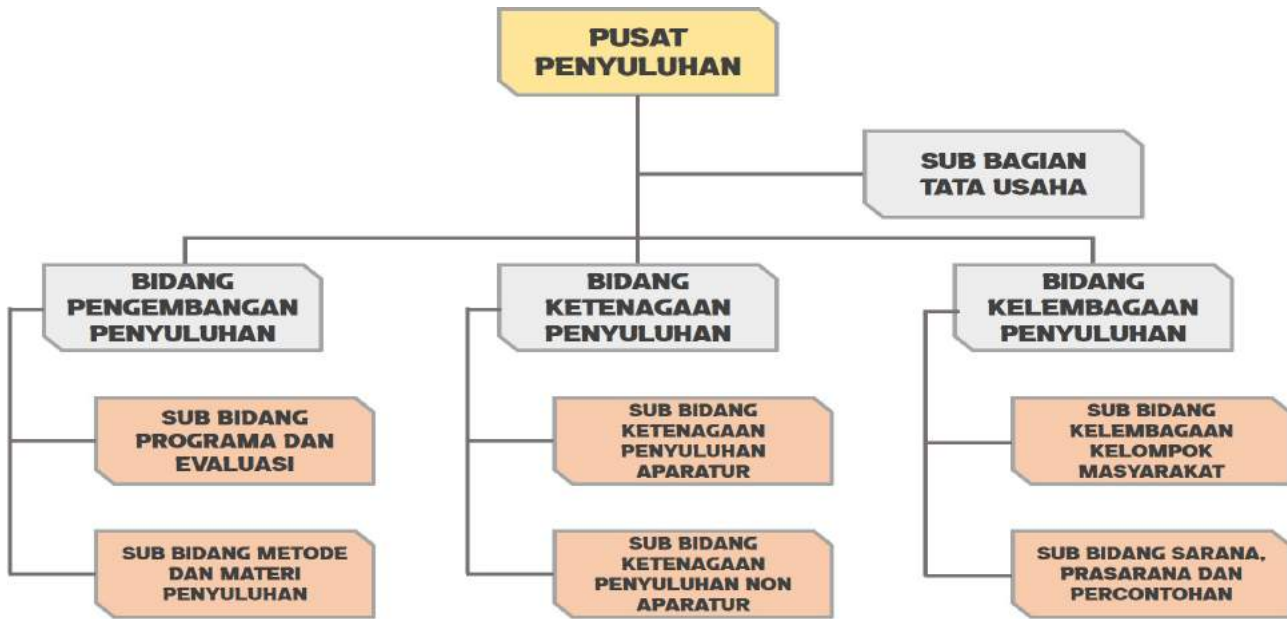 PUSAT
PENYULUHAN
SUB BAGIAN
TATA USAHA
BIDANG
PENGEMBANGAN
PENYULUHAN
BIDANG
KETENAGAAN
PENYULUHAN
BIDANG
KELEMBAGAAN
PENYULUHAN
SUB BIDANG
PROGRAMA DAN
EVALUASI
SUB BIDANG
KETENAGAAN
PENYULUHAN
APARATUR
SUB BIDANG
KELEMBAGAAN
KELOMPOK
MASYARAKAT
SUB BIDANG METODE
DAN MATERI
PENYULUHAN
SUB BIDANG
KETENAGAAN
PENYULUHAN NON
APARATUR
SUB BIDANG SARANA,
PRASARANA DAN
PERCONTOHAN